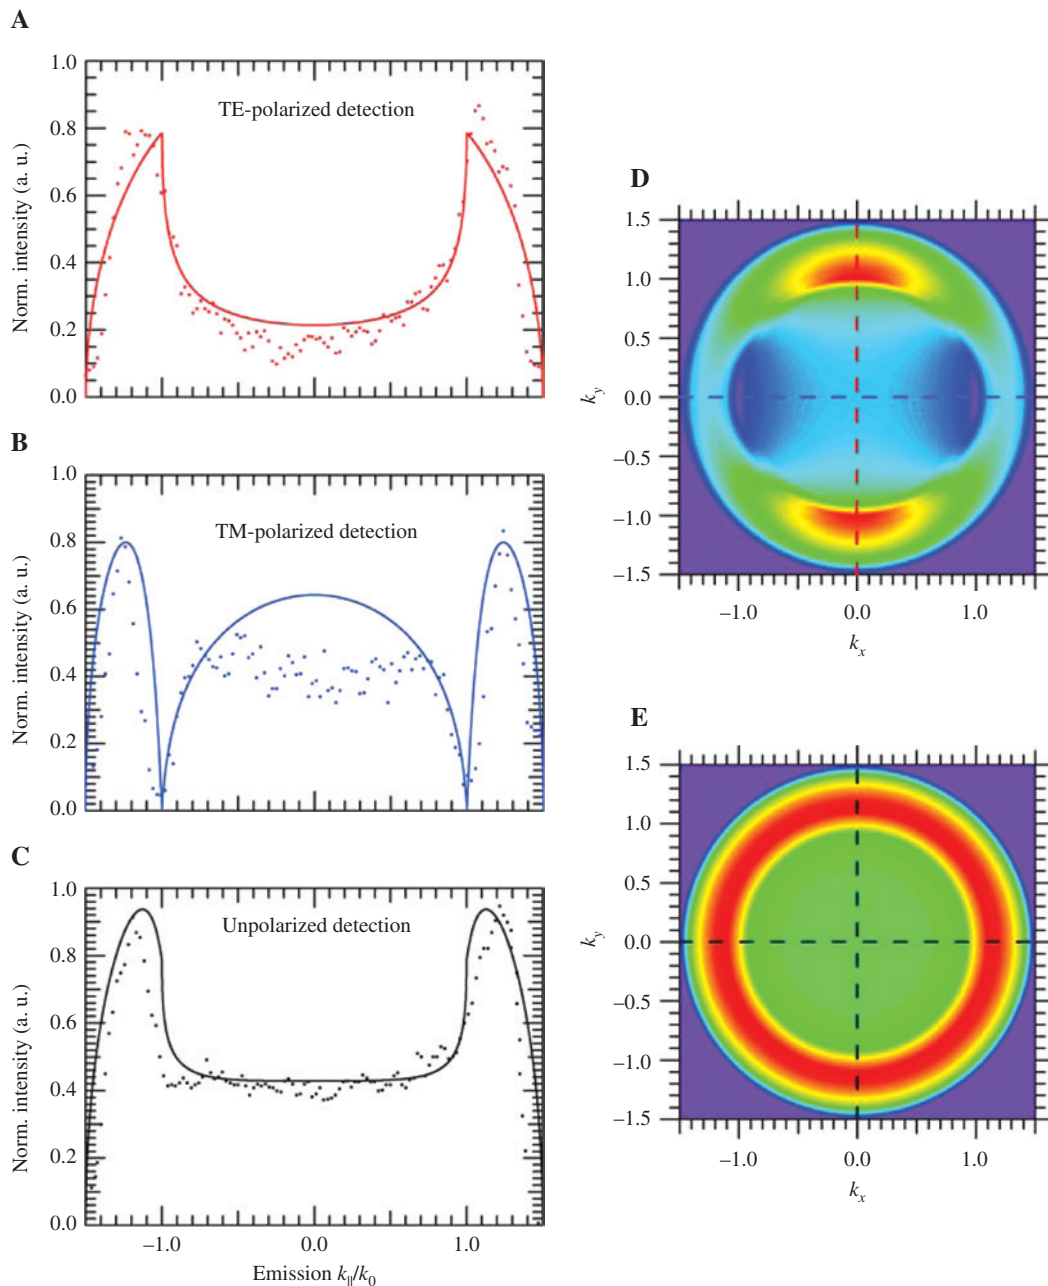 A
1.0
0.8
0.6
0.4
0.2
0.0
Norm. intensity (a. u.)
TE-polarized detection
B
1.0
0.8
0.6
0.4
0.2
0.0
Norm. intensity (a. u.)
TM-polarized detection
C
1.0
0.8
0.6
0.4
0.2
0.0
Norm. intensity (a. u.)
Unpolarized detection
–1.0
0.0
1.0
Emission k||/k0
D
1.5
1.0
0.5
0.0
–0.5
–1.0
–1.5
ky
–1.0
0.0
1.0
kx
E
1.5
1.0
0.5
0.0
–0.5
–1.0
–1.5
ky
–1.0
0.0
1.0
kx